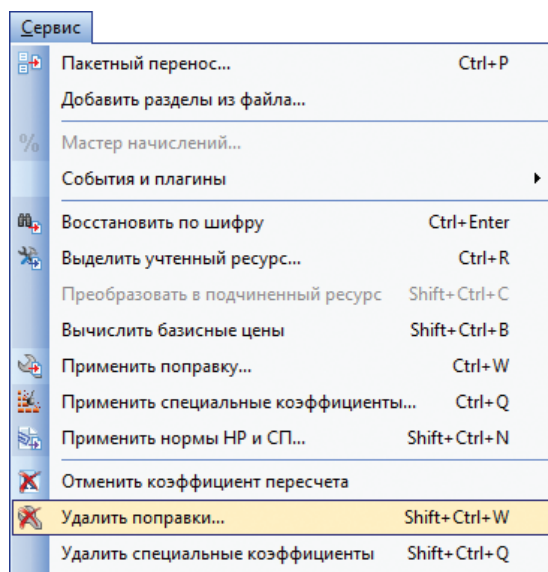 Сервис
Пакетный перенос... Ctrl+P
Добавить разделы из файла...
% Мастер начислений...
События и плагины
Восстановить по шифру Ctrl+Enter
Выделить учтенный ресурс... Ctrl+R
Преобразовать в подчиненный ресурс Shift+Ctrl+C
Вычислить базисные цены Shift+Ctrl+B
Применить поправку... Ctrl+W
Применить специальные коэффициенты... Ctrl+Q
Применить нормы НР и СП... Shift+Ctrl+N
Отменить коэффициент пересчета
Удалить поправки... Shift+Ctrl+W
Удалить специальные коэффициенты Shift+Ctrl+Q